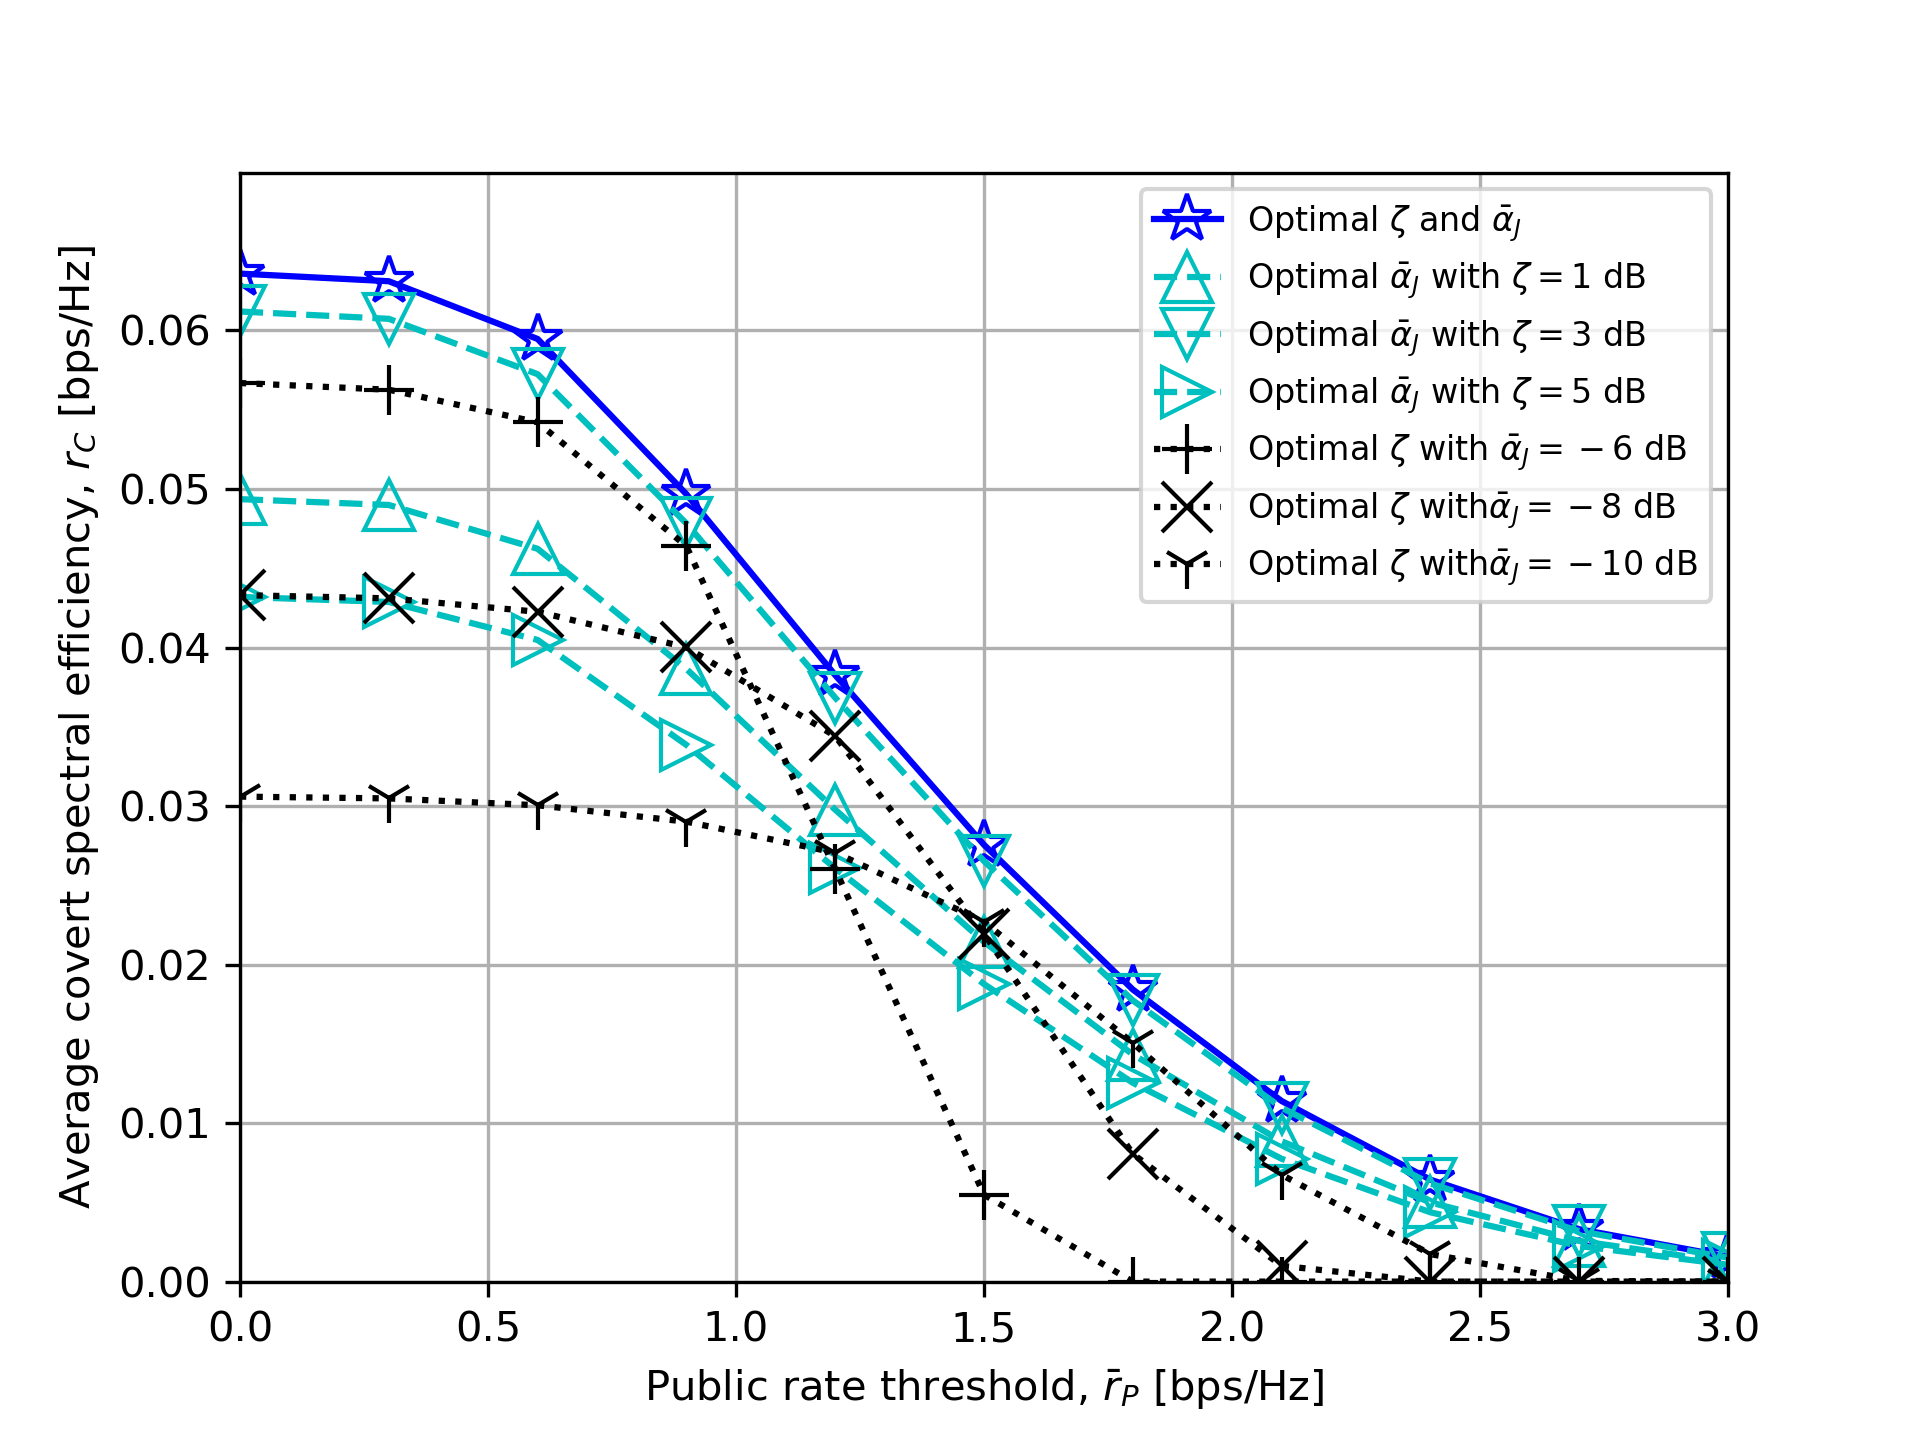 Optimal ζ and ᾱ_J
Optimal ᾱ_J with ζ = 1 dB
Optimal ᾱ_J with ζ = 3 dB
Optimal ᾱ_J with ζ = 5 dB
Optimal ζ with ᾱ_J = − 6 dB
Optimal ζ withᾱ_J = − 8 dB
Optimal ζ withᾱ_J = − 10 dB
Average covert spectral efficiency, r_C [bps/Hz]
0.06
0.05
0.04
0.03
0.02
0.01
0.00
0.0 0.5 1.0 1.5 2.0 2.5 3.0
Public rate threshold, r̄_P [bps/Hz]